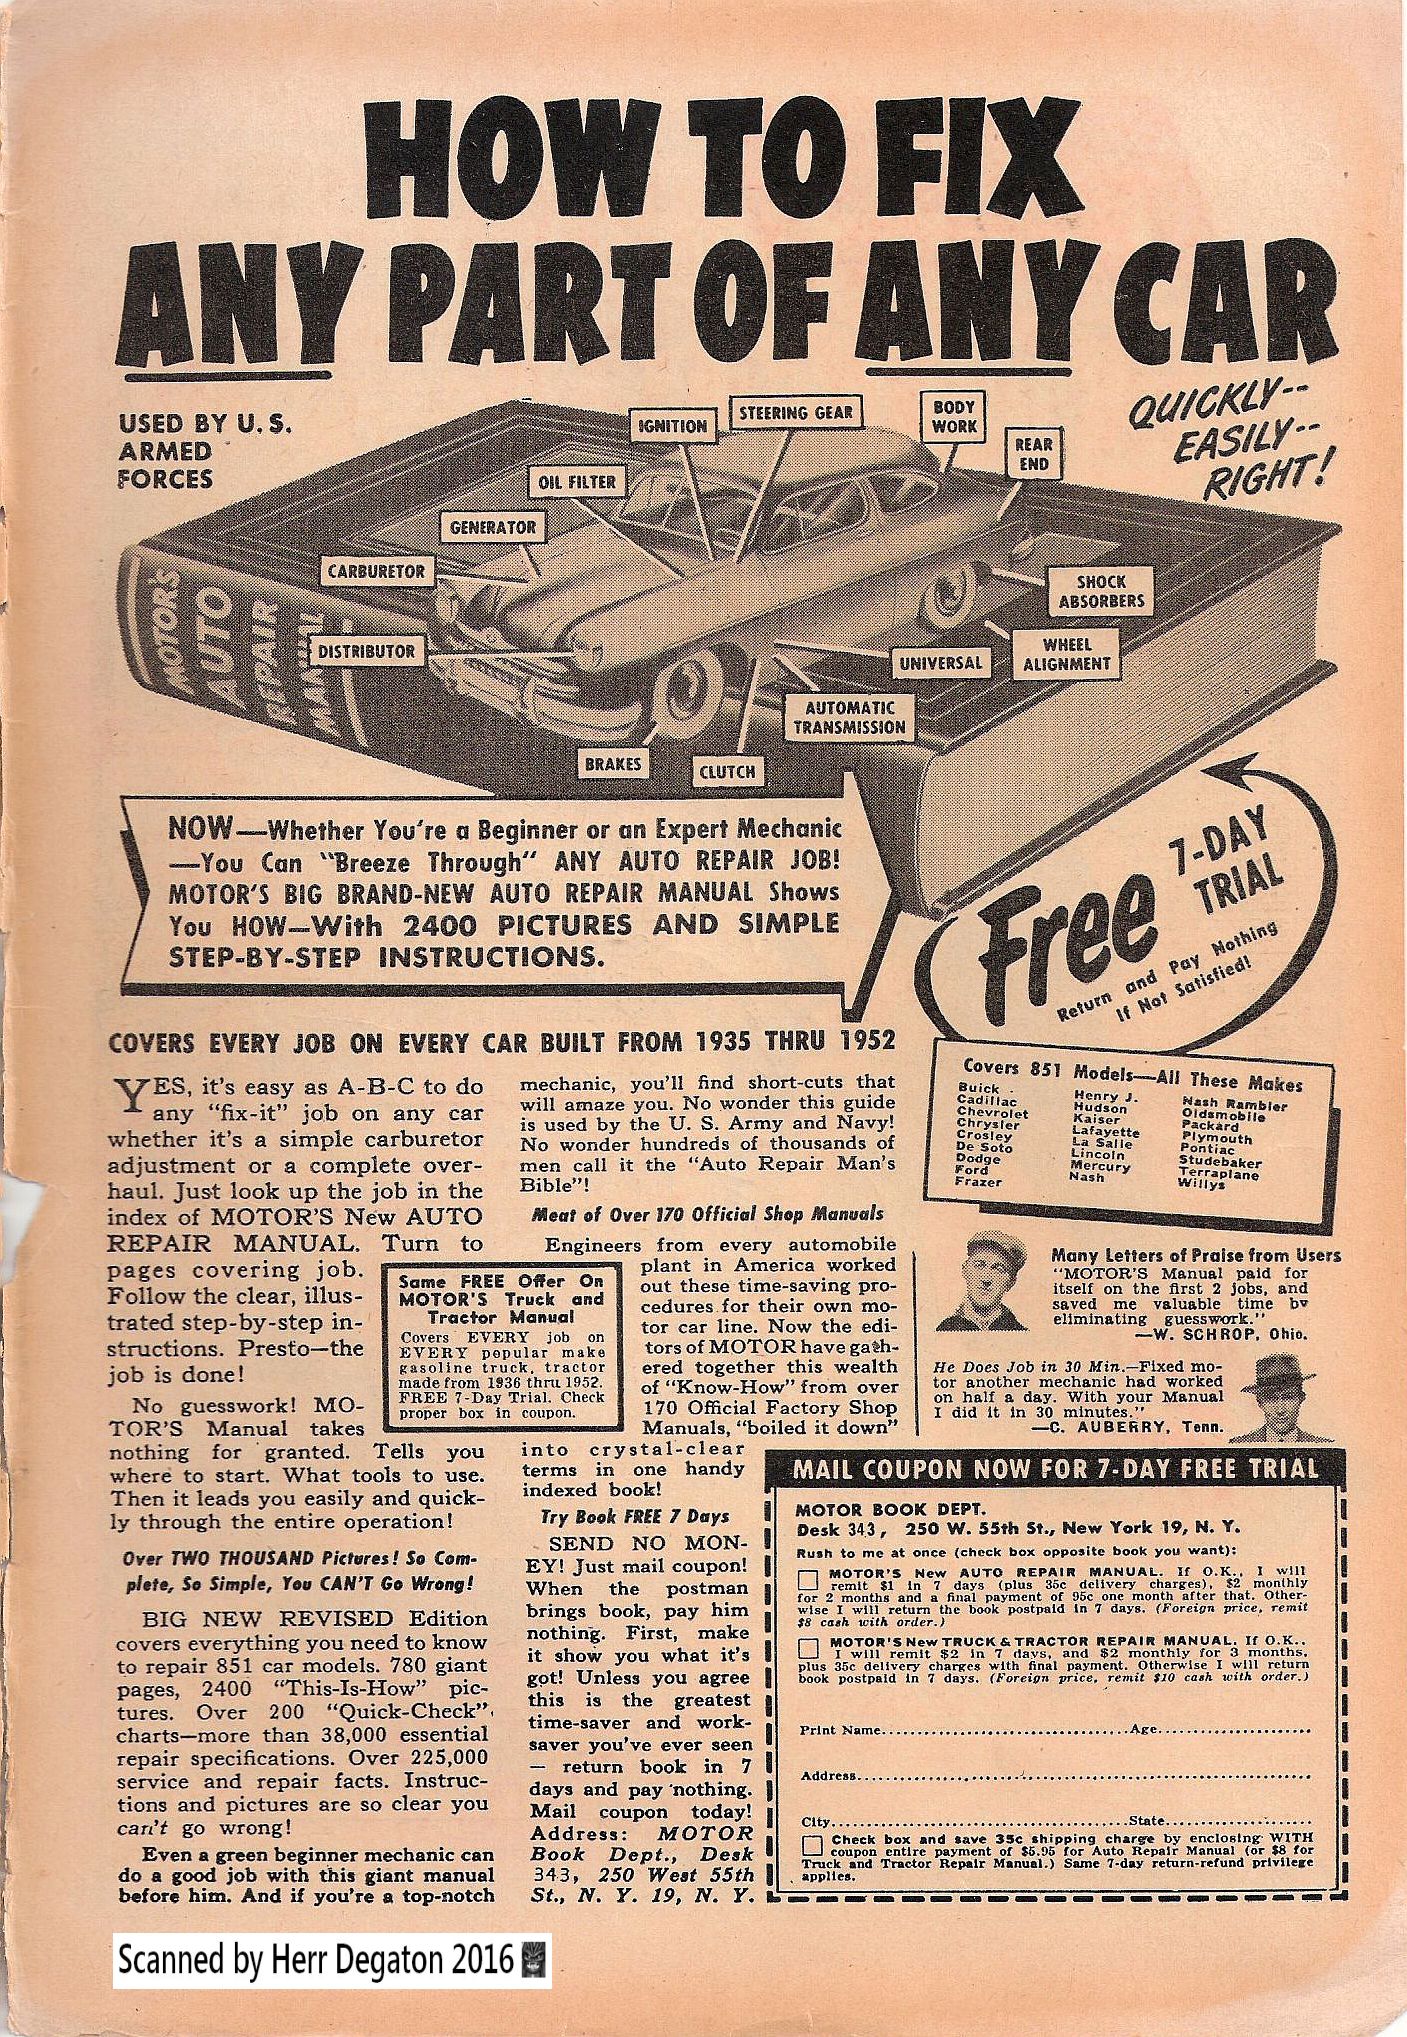 HOW TO FIX
ANY PART OF ANY CAR
QUICKLY--
EASILY--
RIGHT!
USED BY U. S.
ARMED
FORCES
IGNITION
STEERING GEAR
BODY
WORK
REAR
END
OIL FILTER
GENERATOR
CARBURETOR
DISTRIBUTOR
SHOCK
ABSORBERS
WHEEL
ALIGNMENT
UNIVERSAL
AUTOMATIC
TRANSMISSION
BRAKES
CLUTCH
MOTOR'S
AUTO
REPAIR
MANUAL
NOW—Whether You're a Beginner or an Expert Mechanic
—You Can "Breeze Through" ANY AUTO REPAIR JOB!
MOTOR'S BIG BRAND-NEW AUTO REPAIR MANUAL Shows
You HOW—With 2400 PICTURES AND SIMPLE
STEP-BY-STEP INSTRUCTIONS.
Free
7-DAY
TRIAL
Return and Pay Nothing
If Not Satisfied!
COVERS EVERY JOB ON EVERY CAR BUILT FROM 1935 THRU 1952
YES, it's easy as A-B-C to do
any "fix-it" job on any car
whether it's a simple carburetor
adjustment or a complete over-
haul. Just look up the job in the
index of MOTOR'S New AUTO
REPAIR MANUAL. Turn to
pages covering job.
Follow the clear, illus-
trated step-by-step in-
structions. Presto—the
job is done!
No guesswork! MO-
TOR'S Manual takes
nothing for granted. Tells you
where to start. What tools to use.
Then it leads you easily and quick-
ly through the entire operation!
Over TWO THOUSAND Pictures! So Com-
plete, So Simple, You CAN'T Go Wrong!
BIG NEW REVISED Edition
covers everything you need to know
to repair 851 car models. 780 giant
pages, 2400 "This-Is-How" pic-
tures. Over 200 "Quick-Check"
charts—more than 38,000 essential
repair specifications. Over 225,000
service and repair facts. Instruc-
tions and pictures are so clear you
can't go wrong!
Even a green beginner mechanic can
do a good job with this giant manual
before him. And if you're a top-notch
Same FREE Offer On
MOTOR'S Truck and
Tractor Manual
Covers EVERY job on
EVERY popular make
gasoline truck, tractor
made from 1936 thru 1952.
FREE 7-Day Trial. Check
proper box in coupon.
mechanic, you'll find short-cuts that
will amaze you. No wonder this guide
is used by the U. S. Army and Navy!
No wonder hundreds of thousands of
men call it the "Auto Repair Man's
Bible"!
Meat of Over 170 Official Shop Manuals
Engineers from every automobile
plant in America worked
out these time-saving pro-
cedures for their own mo-
tor car line. Now the edi-
tors of MOTOR have gath-
ered together this wealth
of "Know-How" from over
170 Official Factory Shop
Manuals, "boiled it down"
into crystal-clear
terms in one handy
indexed book!
Try Book FREE 7 Days
SEND NO MON-
EY! Just mail coupon!
When the postman
brings book, pay him
nothing. First, make
it show you what it's
got! Unless you agree
this is the greatest
time-saver and work-
saver you've ever seen
— return book in 7
days and pay nothing.
Mail coupon today!
Address: MOTOR
Book Dept., Desk
343, 250 West 55th
St., N. Y. 19, N. Y.
Covers 851 Models—All These Makes
Buick
Cadillac
Chevrolet
Chrysler
Crosley
De Soto
Dodge
Ford
Frazer
Henry J.
Hudson
Kaiser
Lafayette
La Salle
Lincoln
Mercury
Nash
Nash Rambler
Oldsmobile
Packard
Plymouth
Pontiac
Studebaker
Terraplane
Willys
Many Letters of Praise from Users
"MOTOR'S Manual paid for
itself on the first 2 jobs, and
saved me valuable time by
eliminating guesswork."
—W. SCHROP, Ohio.
He Does Job in 30 Min.—Fixed mo-
tor another mechanic had worked
on half a day. With your Manual
I did it in 30 minutes."
—C. AUBERRY, Tenn.
MAIL COUPON NOW FOR 7-DAY FREE TRIAL
MOTOR BOOK DEPT.
Desk 343, 250 W. 55th St., New York 19, N. Y.
Rush to me at once (check box opposite book you want):
MOTOR'S New AUTO REPAIR MANUAL. If O.K., I will
remit $1 in 7 days (plus 35c delivery charges), $2 monthly
for 2 months and a final payment of 95c one month after that. Other-
wise I will return the book postpaid in 7 days. (Foreign price, remit
$8 cash with order.)
MOTOR'S New TRUCK & TRACTOR REPAIR MANUAL. If O.K.,
I will remit $2 in 7 days, and $2 monthly for 3 months,
plus 35c delivery charges with final payment. Otherwise I will return
book postpaid in 7 days. (Foreign price, remit $10 cash with order.)
Print Name..............................Age......................
Address..........................................................
City....................................State....................
Check box and save 35c shipping charge by enclosing WITH
coupon entire payment of $5.95 for Auto Repair Manual (or $8 for
Truck and Tractor Repair Manual.) Same 7-day return-refund privilege
applies.
Scanned by Herr Degaton 2016